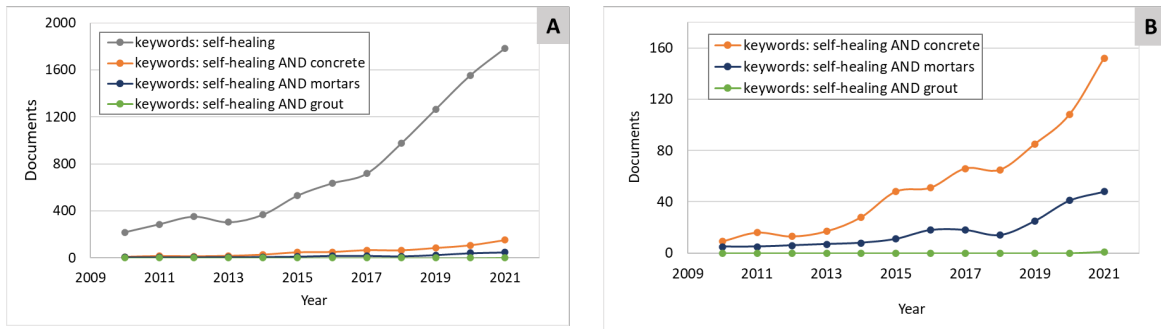 A
2000
1600
1200
800
400
0
Documents
keywords: self-healing
keywords: self-healing AND concrete
keywords: self-healing AND mortars
keywords: self-healing AND grout
2009 2011 2013 2015 2017 2019 2021
Year
B
160
120
80
40
0
Documents
keywords: self-healing AND concrete
keywords: self-healing AND mortars
keywords: self-healing AND grout
2009 2011 2013 2015 2017 2019 2021
Year